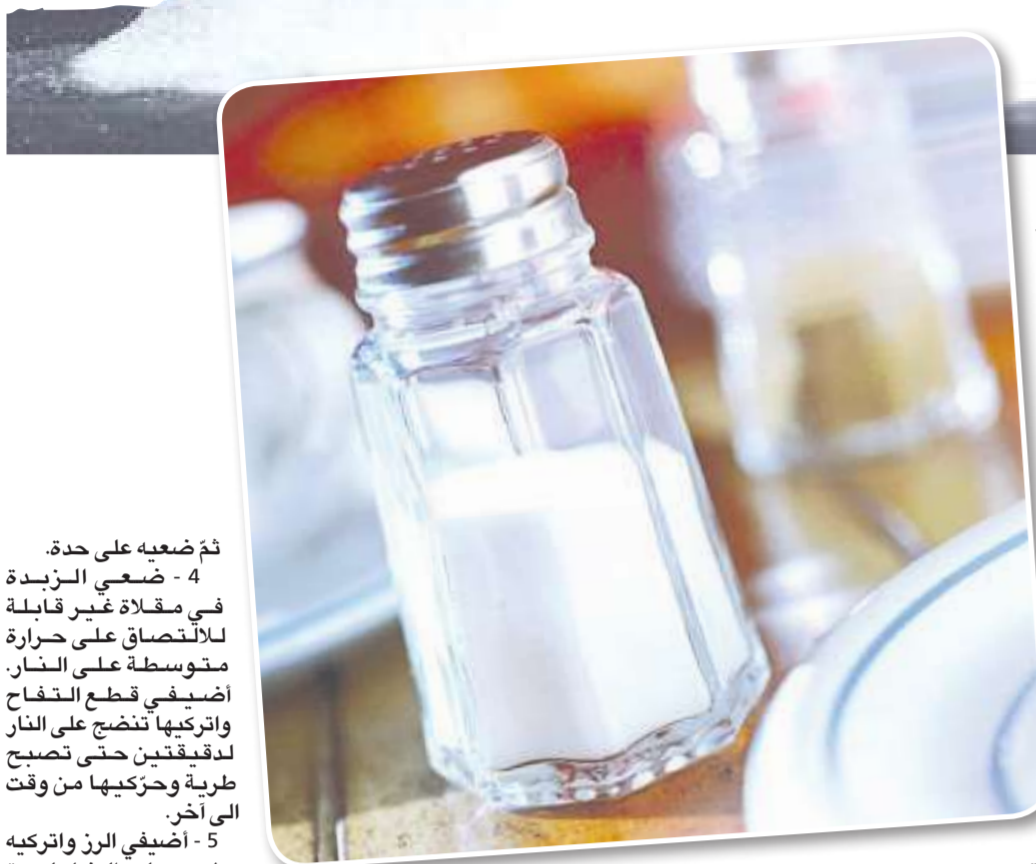 ثمّ ضعيه على حدة.
4 - ضعي الزبدة
في مقلاة غير قابلة
للالتصاق على حرارة
متوسطة على النار.
أضيفي قطع التفاح
واتركيها تنضج على النار
لدقيقتين حتى تصبح
طرية وحرّكيها من وقت
الى آخر.
5 - أضيفي الرز واتركيه